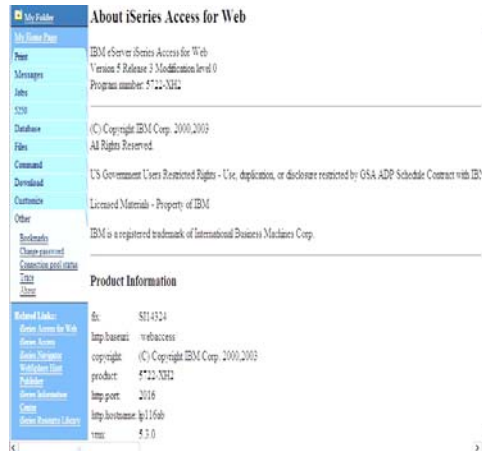 My Folder
My Home Page
Print
Messages
Jobs
5250
Database
Files
Command
Download
Customize
Other
Bookmarks
Change password
Connection pool status
Trace
About
Related Links:
iSeries Access for Web
iSeries Access
iSeries Navigator
WebSphere Host
Publisher
iSeries Information
Center
iSeries Resource Library
About iSeries Access for Web
IBM eServer iSeries Access for Web
Version 5 Release 3 Modification level 0
Program number: 5722-XH2
(C) Copyright IBM Corp. 2000,2003
All Rights Reserved.
US Government Users Restricted Rights - Use, duplication, or disclosure restricted by GSA ADP Schedule Contract with IB
Licensed Materials - Property of IBM
IBM is a registered trademark of International Business Machines Corp.
Product Information
fix: SI14324
http.baseuri: webaccess
copyright: (C) Copyright IBM Corp. 2000,2003
product: 5722-XH2
http.port: 2016
http.hostname: lp116ab
vrm: 5.3.0